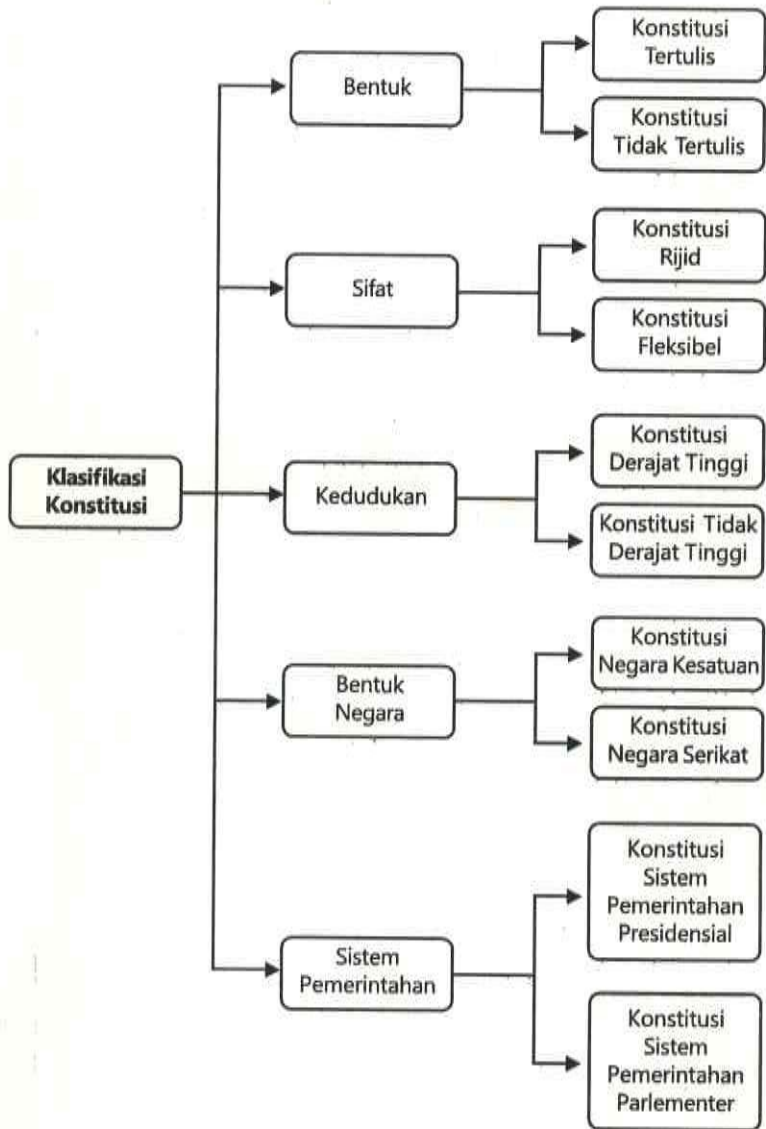 Klasifikasi
Konstitusi
Bentuk
Konstitusi
Tertulis
Konstitusi
Tidak Tertulis
Sifat
Konstitusi
Rijid
Konstitusi
Fleksibel
Kedudukan
Konstitusi
Derajat Tinggi
Konstitusi Tidak
Derajat Tinggi
Bentuk
Negara
Konstitusi
Negara Kesatuan
Konstitusi
Negara Serikat
Sistem
Pemerintahan
Konstitusi
Sistem
Pemerintahan
Presidensial
Konstitusi
Sistem
Pemerintahan
Parlementer